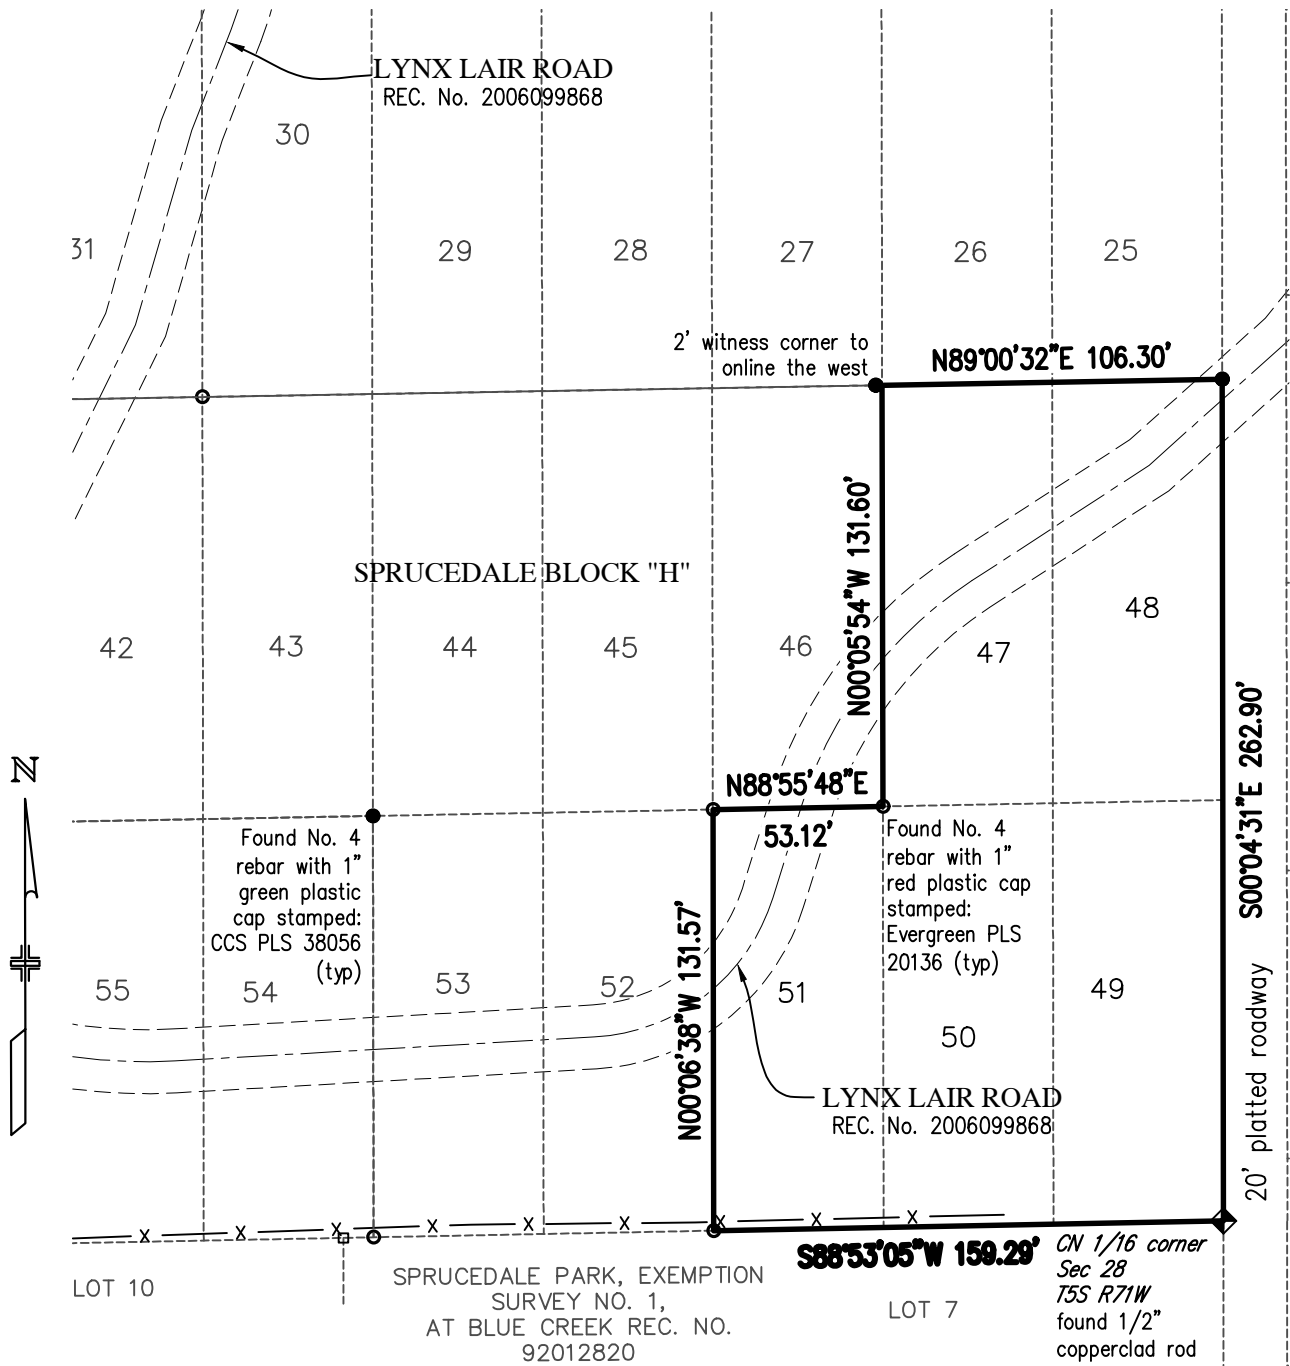 LYNX LAIR ROAD
REC. No. 2006099868
30
31
29
28
27
26
25
2' witness corner to
online the west
N89°00'32"E 106.30'
N00°05'54"W 131.60'
SPRUCEDALE BLOCK "H"
48
42
43
44
45
46
47
S00°04'31"E 262.90'
N
N88°55'48"E
53.12'
Found No. 4
rebar with 1"
green plastic
cap stamped:
CCS PLS 38056
(typ)
Found No. 4
rebar with 1"
red plastic cap
stamped:
Evergreen PLS
20136 (typ)
N00°06'38"W 131.57'
55
54
53
52
51
49
50
20' platted roadway
LYNX LAIR ROAD
REC. No. 2006099868
X X X X X X X X X
S88°53'05"W 159.29'
CN 1/16 corner
Sec 28
T5S R71W
found 1/2"
copperclad rod
LOT 10
SPRUCEDALE PARK, EXEMPTION
SURVEY NO. 1,
AT BLUE CREEK REC. NO.
92012820
LOT 7